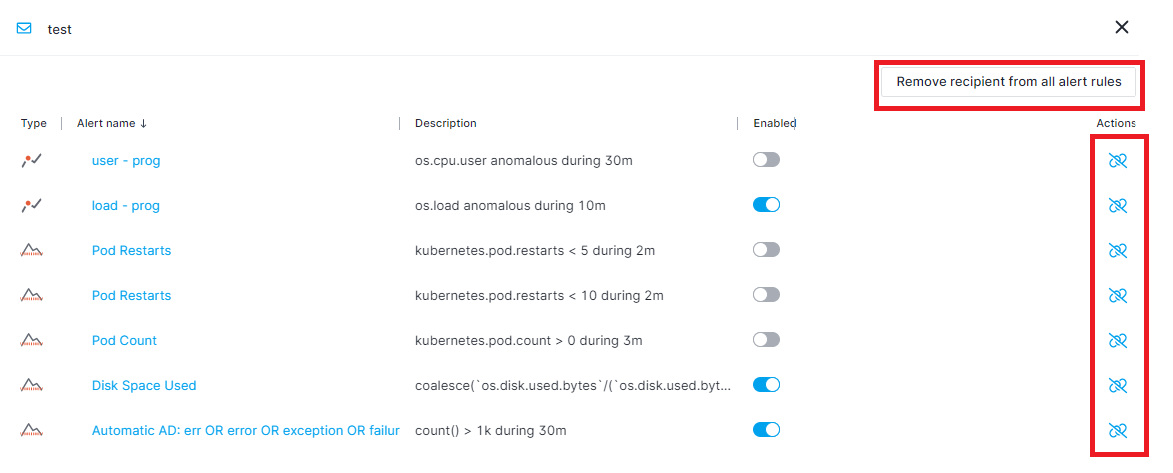 test
Remove recipient from all alert rules
Type Alert name ↓ Description Enabled Actions
user - prog os.cpu.user anomalous during 30m
load - prog os.load anomalous during 10m
Pod Restarts kubernetes.pod.restarts < 5 during 2m
Pod Restarts kubernetes.pod.restarts < 10 during 2m
Pod Count kubernetes.pod.count > 0 during 3m
Disk Space Used coalesce(`os.disk.used.bytes`/(`os.disk.used.byt...
Automatic AD: err OR error OR exception OR failur count() > 1k during 30m